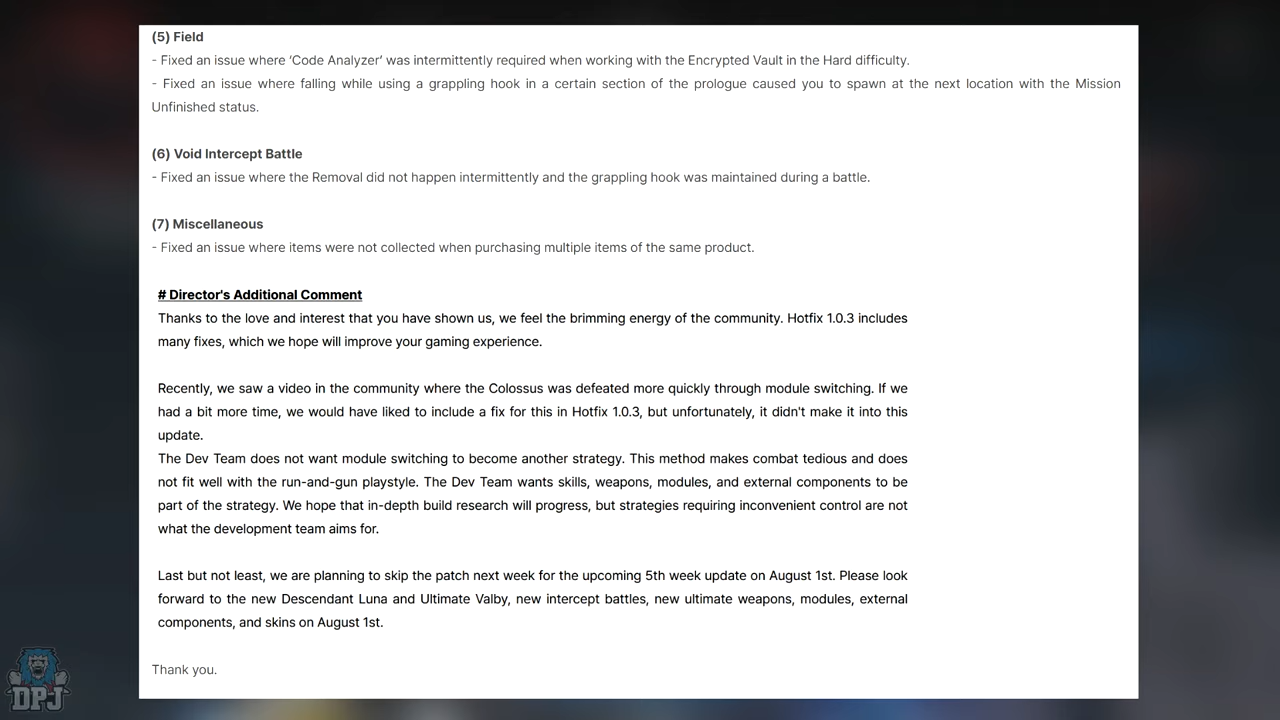 (5) Field
- Fixed an issue where ‘Code Analyzer’ was intermittently required when working with the Encrypted Vault in the Hard difficulty.
- Fixed an issue where falling while using a grappling hook in a certain section of the prologue caused you to spawn at the next location with the Mission
Unfinished status.
(6) Void Intercept Battle
- Fixed an issue where the Removal did not happen intermittently and the grappling hook was maintained during a battle.
(7) Miscellaneous
- Fixed an issue where items were not collected when purchasing multiple items of the same product.
# Director's Additional Comment
Thanks to the love and interest that you have shown us, we feel the brimming energy of the community. Hotfix 1.0.3 includes
many fixes, which we hope will improve your gaming experience.
Recently, we saw a video in the community where the Colossus was defeated more quickly through module switching. If we
had a bit more time, we would have liked to include a fix for this in Hotfix 1.0.3, but unfortunately, it didn't make it into this
update.
The Dev Team does not want module switching to become another strategy. This method makes combat tedious and does
not fit well with the run-and-gun playstyle. The Dev Team wants skills, weapons, modules, and external components to be
part of the strategy. We hope that in-depth build research will progress, but strategies requiring inconvenient control are not
what the development team aims for.
Last but not least, we are planning to skip the patch next week for the upcoming 5th week update on August 1st. Please look
forward to the new Descendant Luna and Ultimate Valby, new intercept battles, new ultimate weapons, modules, external
components, and skins on August 1st.
Thank you.
DPJ